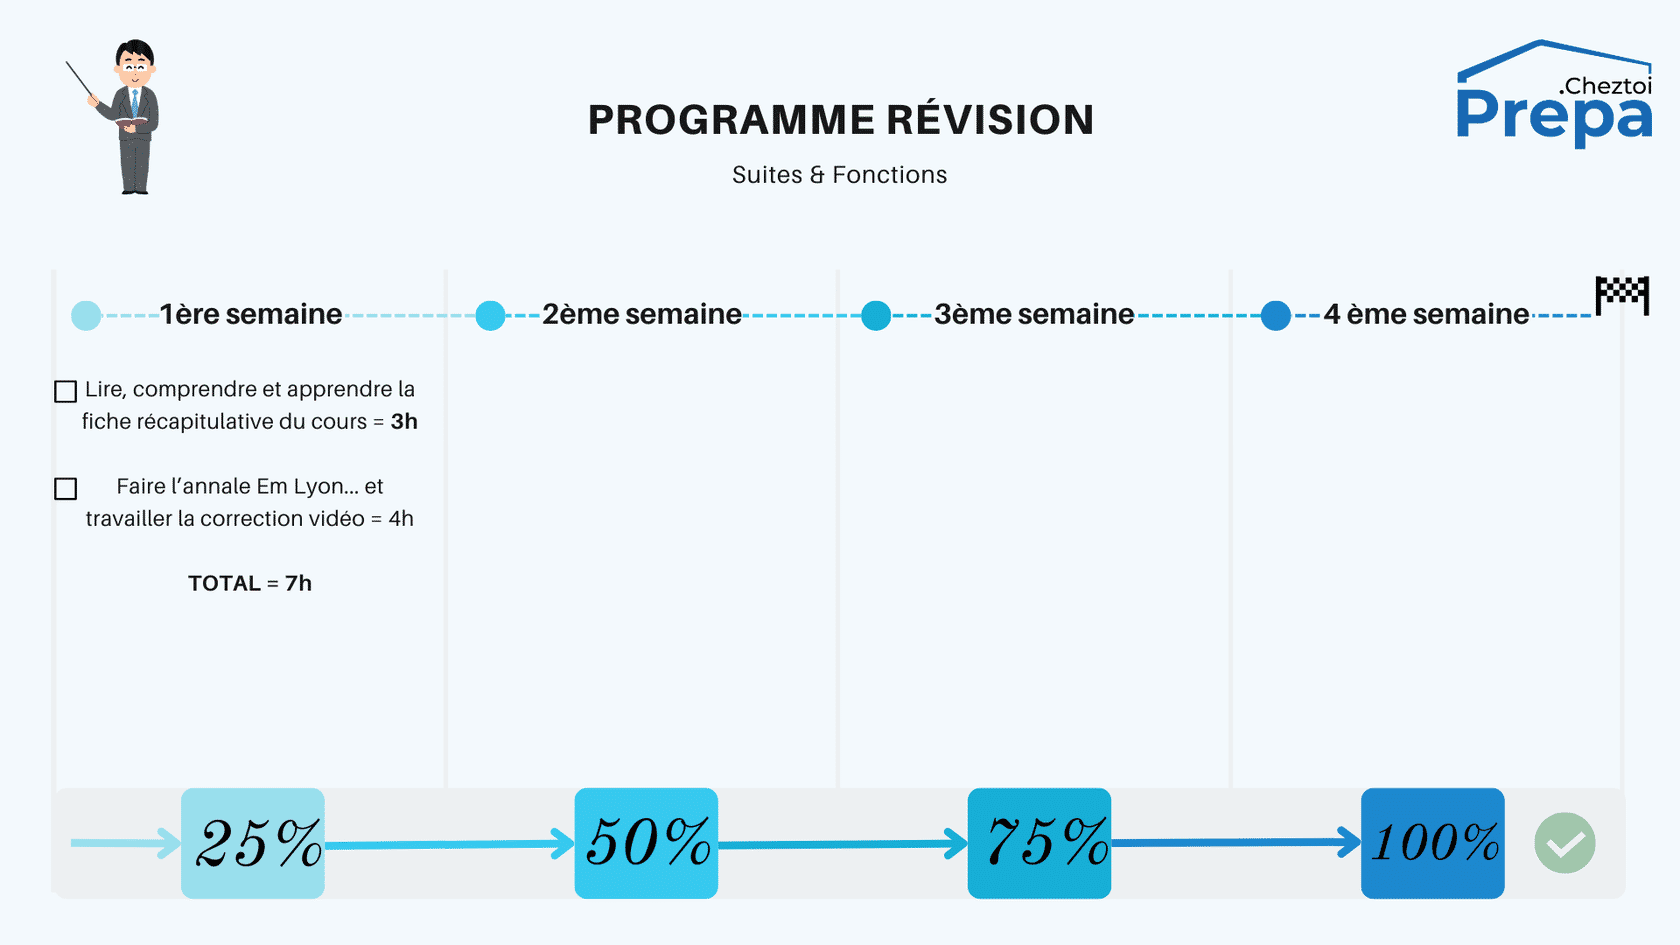 .Cheztoi
Prepa
PROGRAMME RÉVISION
Suites & Fonctions
1ère semaine
2ème semaine
3ème semaine
4 ème semaine
Lire, comprendre et apprendre la
fiche récapitulative du cours = 3h
Faire l’annale Em Lyon... et
travailler la correction vidéo = 4h
TOTAL = 7h
25%
50%
75%
100%